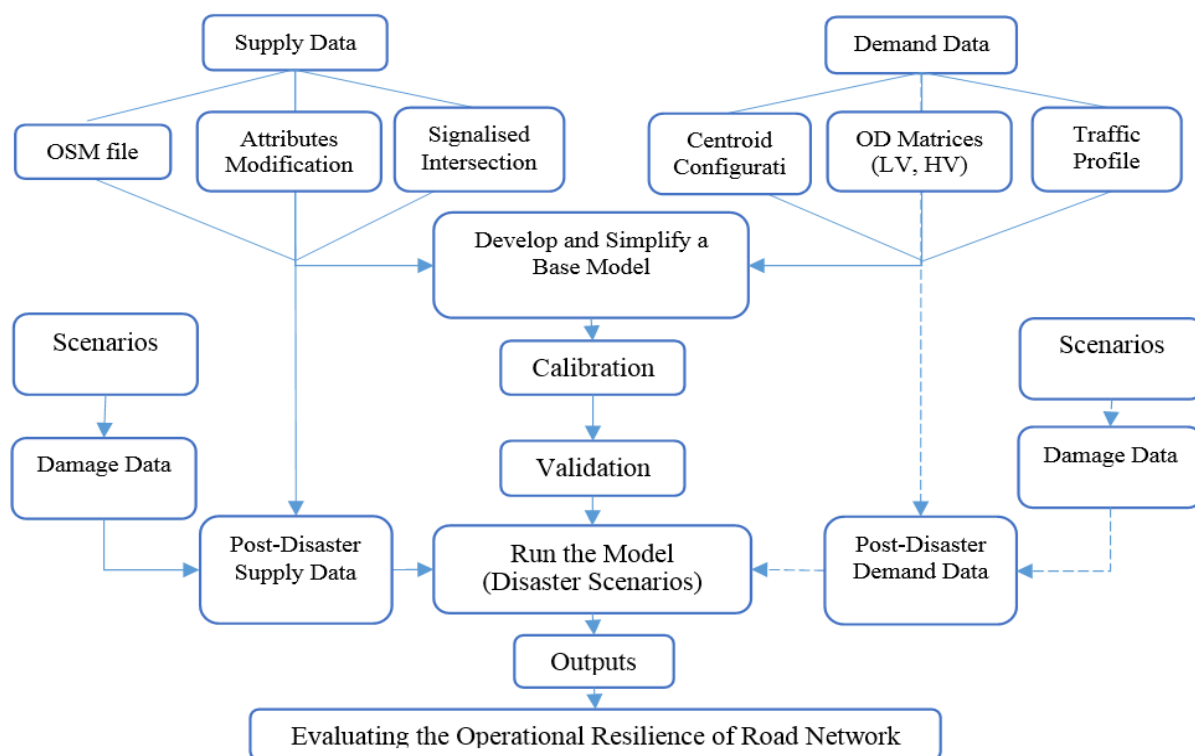 Supply Data
Demand Data
OSM file
Attributes
Modification
Signalised
Intersection
Centroid
Configurati
OD Matrices
(LV, HV)
Traffic
Profile
Develop and Simplify a
Base Model
Scenarios
Calibration
Scenarios
Damage Data
Validation
Damage Data
Post-Disaster
Supply Data
Run the Model
(Disaster Scenarios)
Post-Disaster
Demand Data
Outputs
Evaluating the Operational Resilience of Road Network